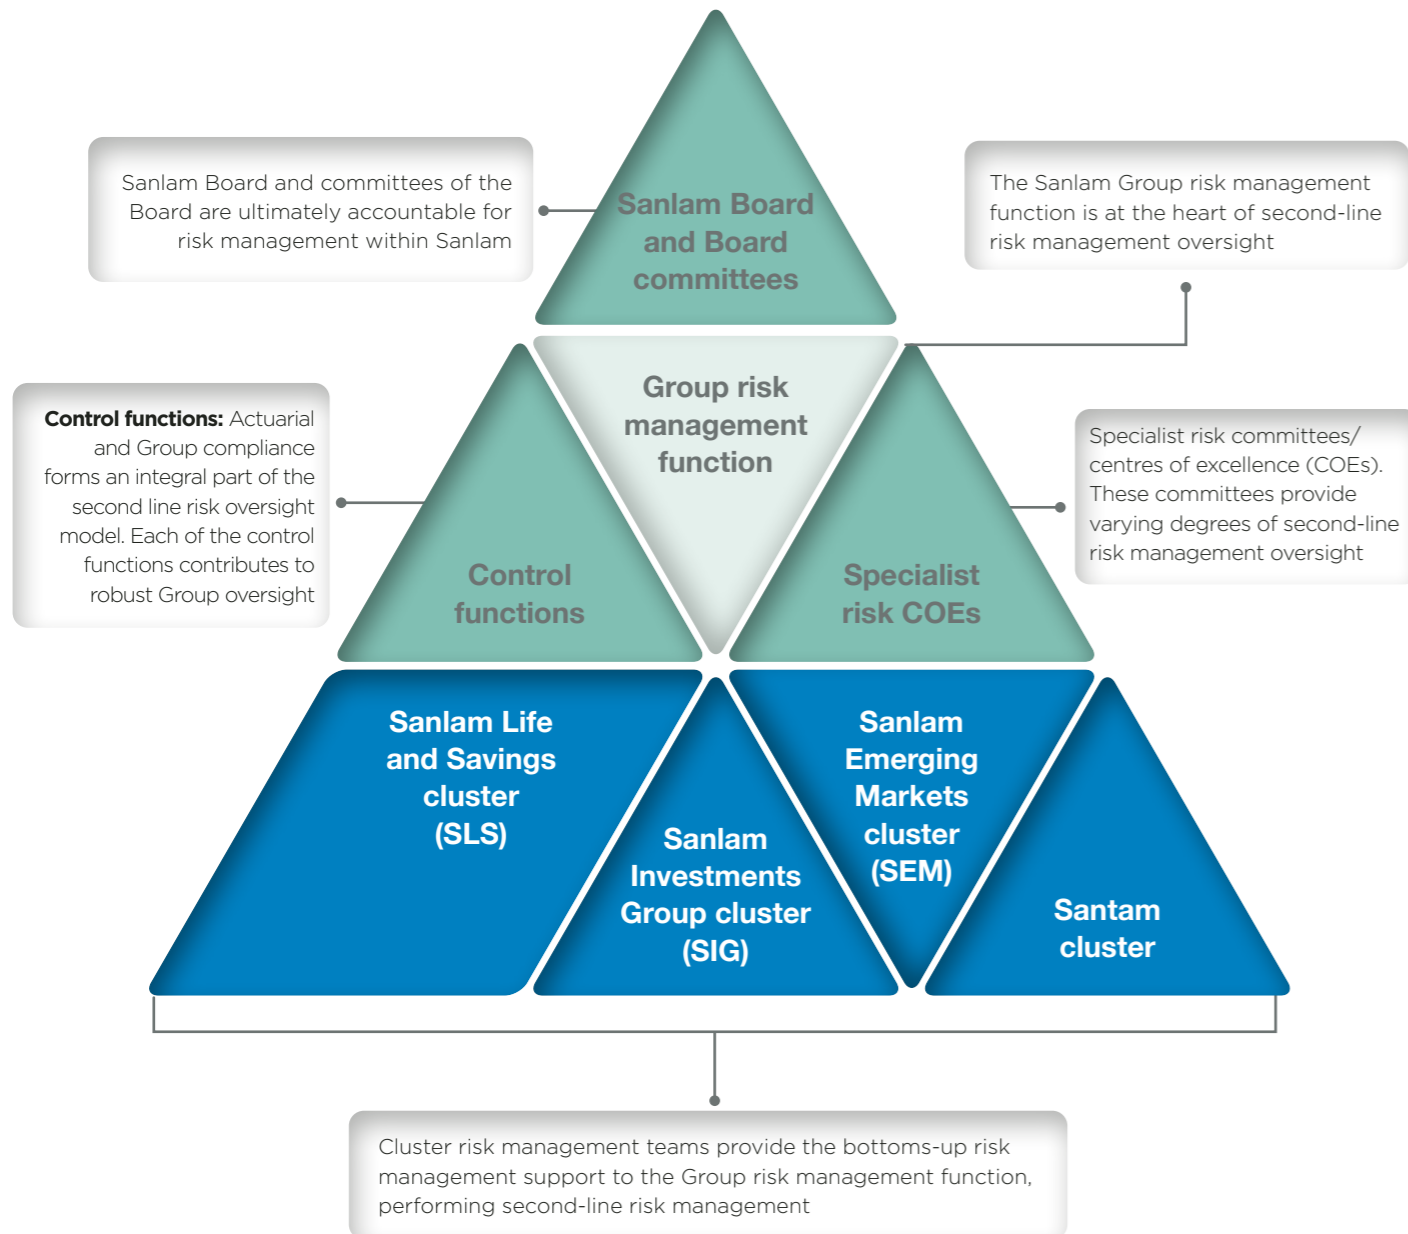 Sanlam Board and committees of the
Board are ultimately accountable for
risk management within Sanlam
Sanlam Board
and Board
committees
The Sanlam Group risk management
function is at the heart of second-line
risk management oversight
Group risk
management
function
Control functions: Actuarial
and Group compliance
forms an integral part of the
second line risk oversight
model. Each of the control
functions contributes to
robust Group oversight
Control
functions
Specialist
risk COEs
Specialist risk committees/
centres of excellence (COEs).
These committees provide
varying degrees of second-line
risk management oversight
Sanlam Life
and Savings
cluster
(SLS)
Sanlam
Investments
Group cluster
(SIG)
Sanlam
Emerging
Markets
cluster
(SEM)
Santam
cluster
Cluster risk management teams provide the bottoms-up risk
management support to the Group risk management function,
performing second-line risk management